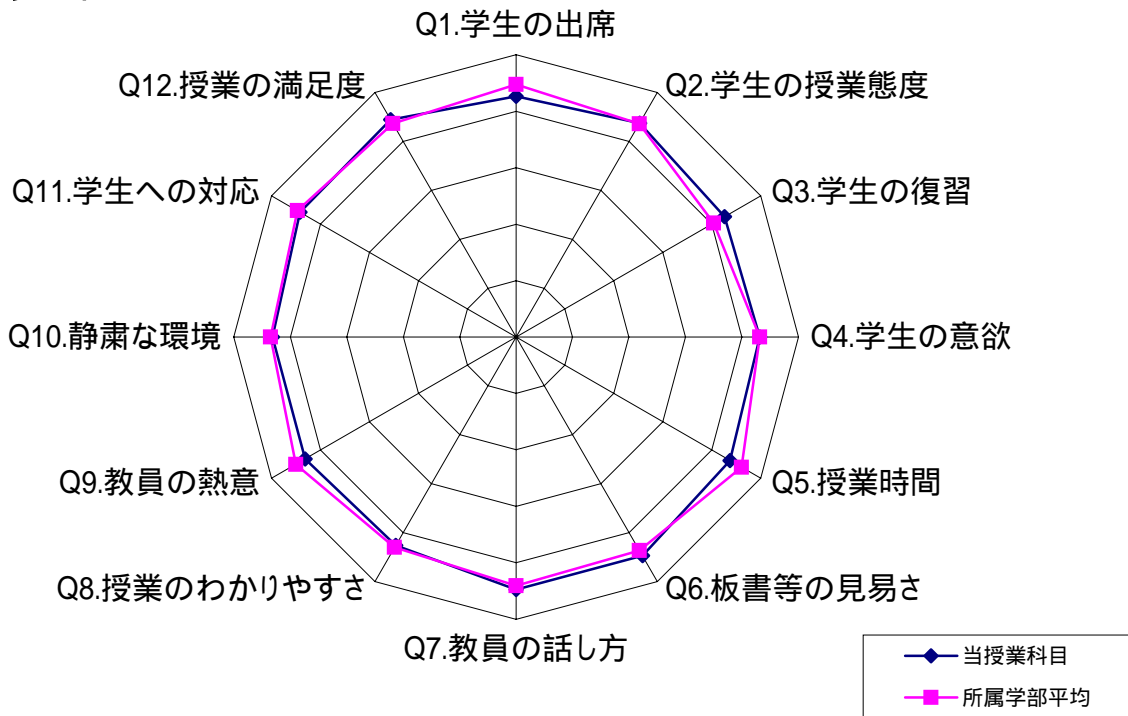 Q1.学生の出席
Q2.学生の授業態度
Q3.学生の復習
Q4.学生の意欲
Q5.授業時間
Q6.板書等の見易さ
Q7.教員の話し方
Q8.授業のわかりやすさ
Q9.教員の熱意
Q10.静粛な環境
Q11.学生への対応
Q12.授業の満足度
当授業科目
所属学部平均